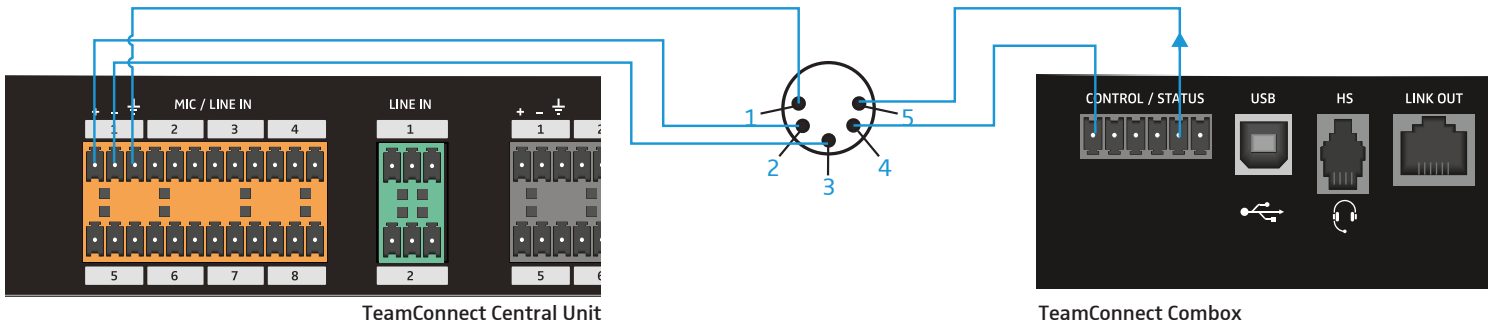 MIC / LINE IN
LINE IN
CONTROL / STATUS
USB
HS
LINK OUT
+ –
+ –
1
2
3
4
1
1
2
5
6
7
8
2
5
6
1
2
3
4
5
TeamConnect Central Unit
TeamConnect Combox